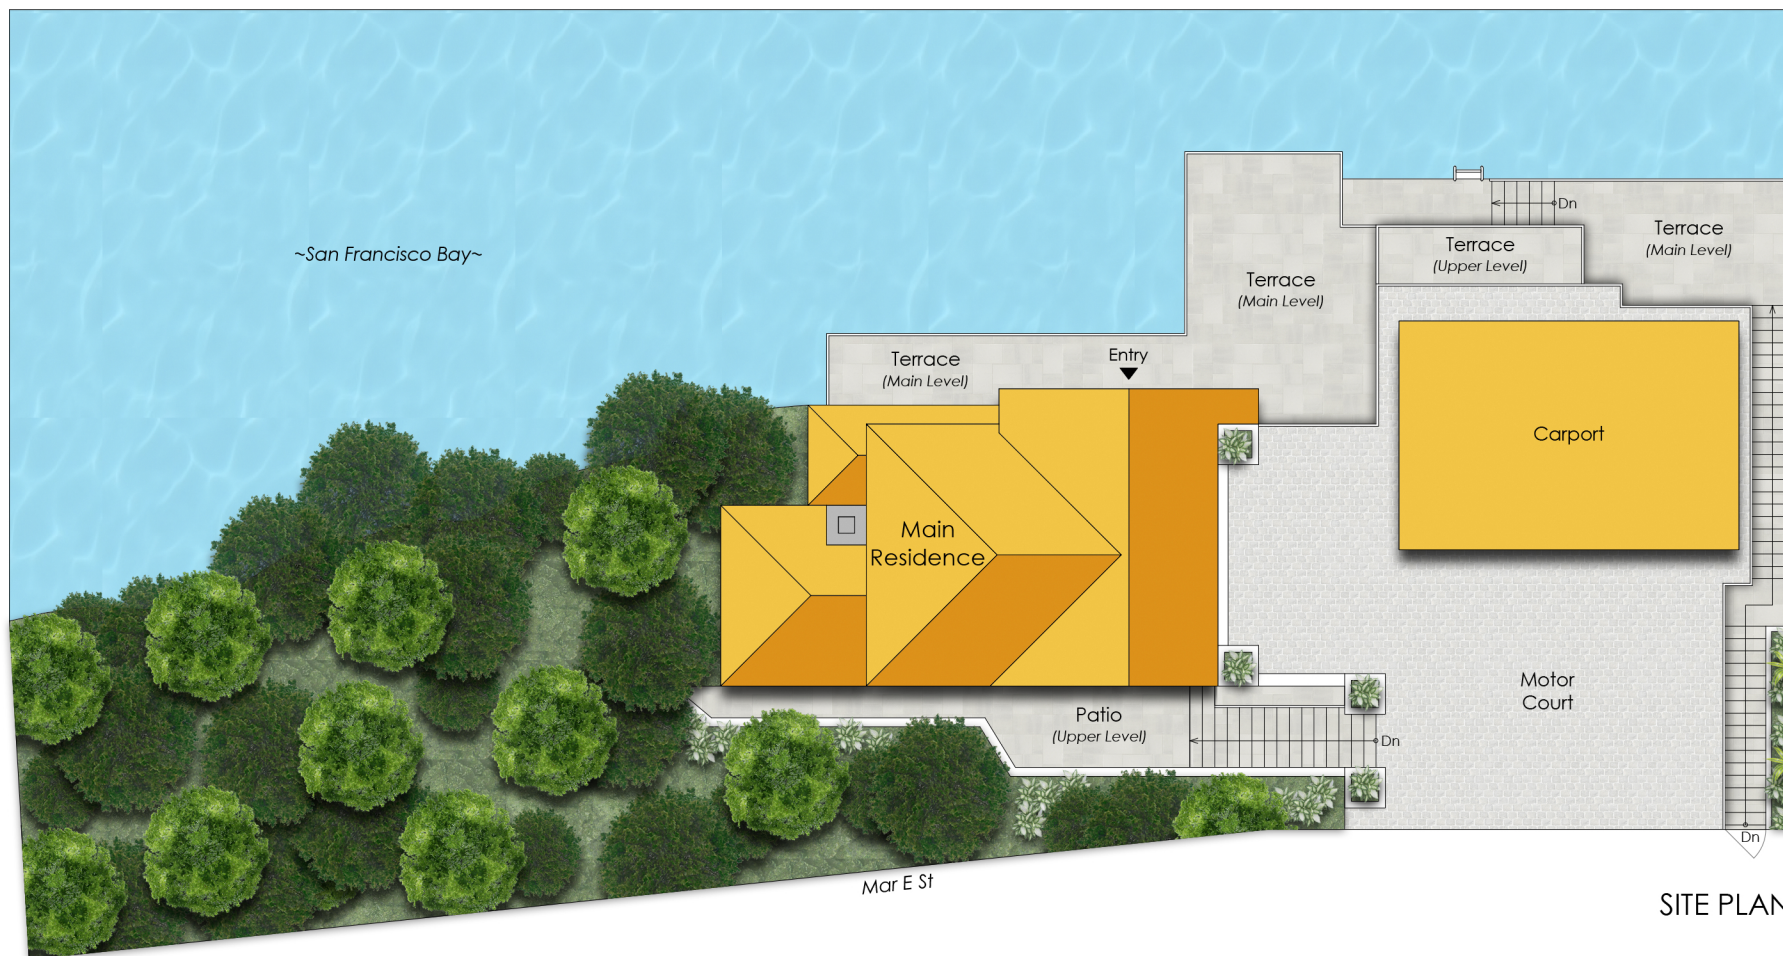 Dn
Terrace
(Main Level)
Terrace
(Upper Level)
~San Francisco Bay~
Terrace
(Main Level)
Entry
Terrace
(Main Level)
Carport
Main
Residence
Motor
Court
Patio
(Upper Level)
Dn
Dn
Mar E St
SITE PLAN